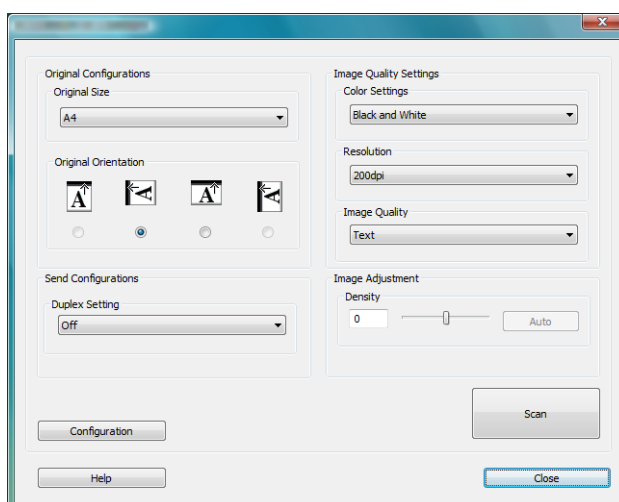 Original Configurations
Original Size
A4
Original Orientation
A A A A
Send Configurations
Duplex Setting
Off
Configuration
Help
Image Quality Settings
Color Settings
Black and White
Resolution
200dpi
Image Quality
Text
Image Adjustment
Density
0
Auto
Scan
Close